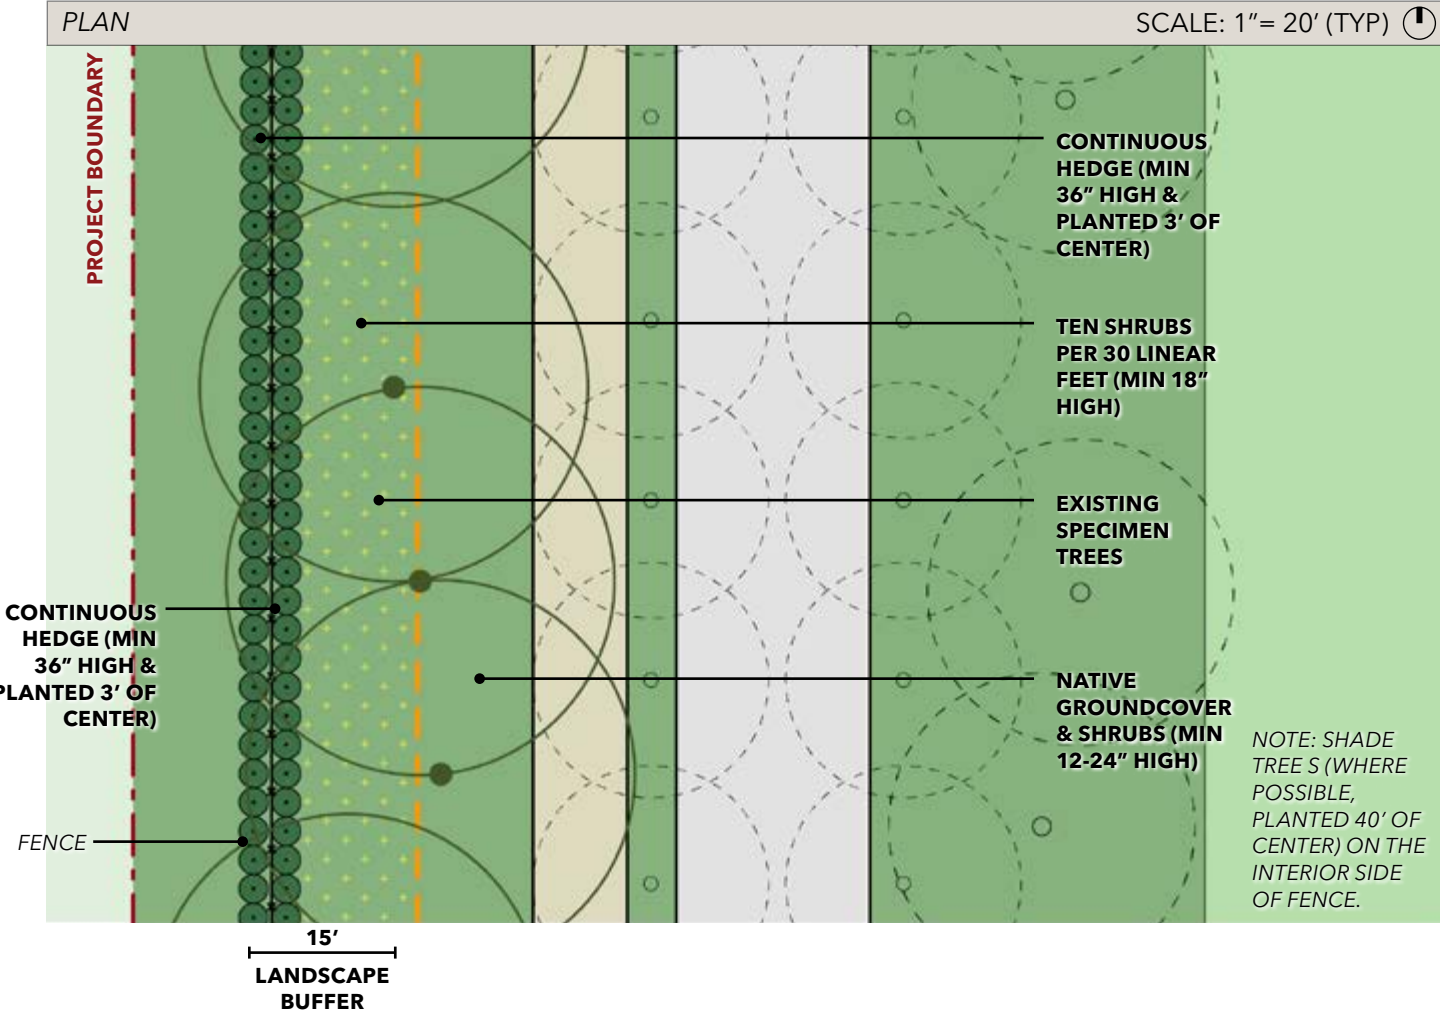 PLAN
SCALE: 1”= 20’ (TYP)
PROJECT BOUNDARY
CONTINUOUS
HEDGE (MIN
36” HIGH &
PLANTED 3’ OF
CENTER)
TEN SHRUBS
PER 30 LINEAR
FEET (MIN 18”
HIGH)
EXISTING
SPECIMEN
TREES
CONTINUOUS
HEDGE (MIN
36” HIGH &
PLANTED 3’ OF
CENTER)
NATIVE
GROUNDCOVER
& SHRUBS (MIN
12-24” HIGH)
NOTE: SHADE
TREE S (WHERE
POSSIBLE,
PLANTED 40’ OF
CENTER) ON THE
INTERIOR SIDE
OF FENCE.
FENCE
15’
LANDSCAPE
BUFFER